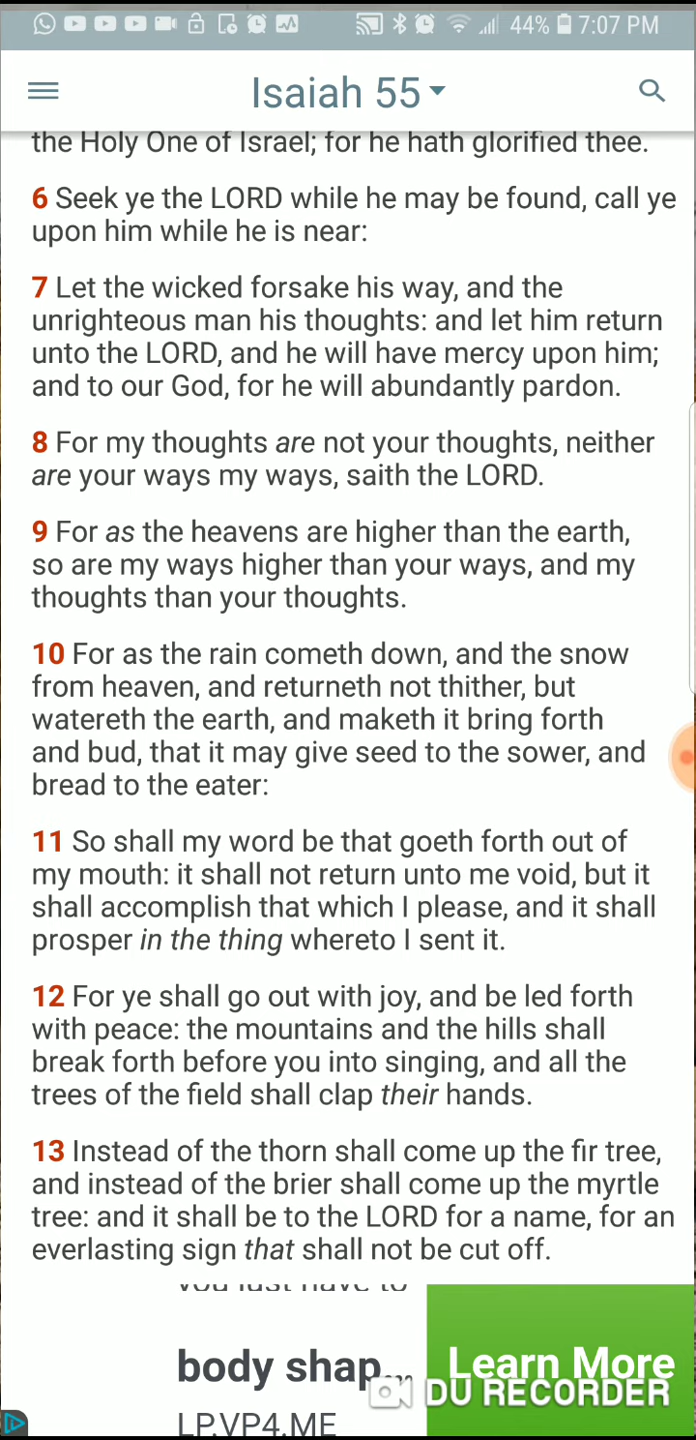 44% 7:07 PM
Isaiah 55
the Holy One of Israel; for he hath glorified thee.
6 Seek ye the LORD while he may be found, call ye
upon him while he is near:
7 Let the wicked forsake his way, and the
unrighteous man his thoughts: and let him return
unto the LORD, and he will have mercy upon him;
and to our God, for he will abundantly pardon.
8 For my thoughts are not your thoughts, neither
are your ways my ways, saith the LORD.
9 For as the heavens are higher than the earth,
so are my ways higher than your ways, and my
thoughts than your thoughts.
10 For as the rain cometh down, and the snow
from heaven, and returneth not thither, but
watereth the earth, and maketh it bring forth
and bud, that it may give seed to the sower, and
bread to the eater:
11 So shall my word be that goeth forth out of
my mouth: it shall not return unto me void, but it
shall accomplish that which I please, and it shall
prosper in the thing whereto I sent it.
12 For ye shall go out with joy, and be led forth
with peace: the mountains and the hills shall
break forth before you into singing, and all the
trees of the field shall clap their hands.
13 Instead of the thorn shall come up the fir tree,
and instead of the brier shall come up the myrtle
tree: and it shall be to the LORD for a name, for an
everlasting sign that shall not be cut off.
you just have to
body shap...
Learn More
DU RECORDER
LP.VP4.ME